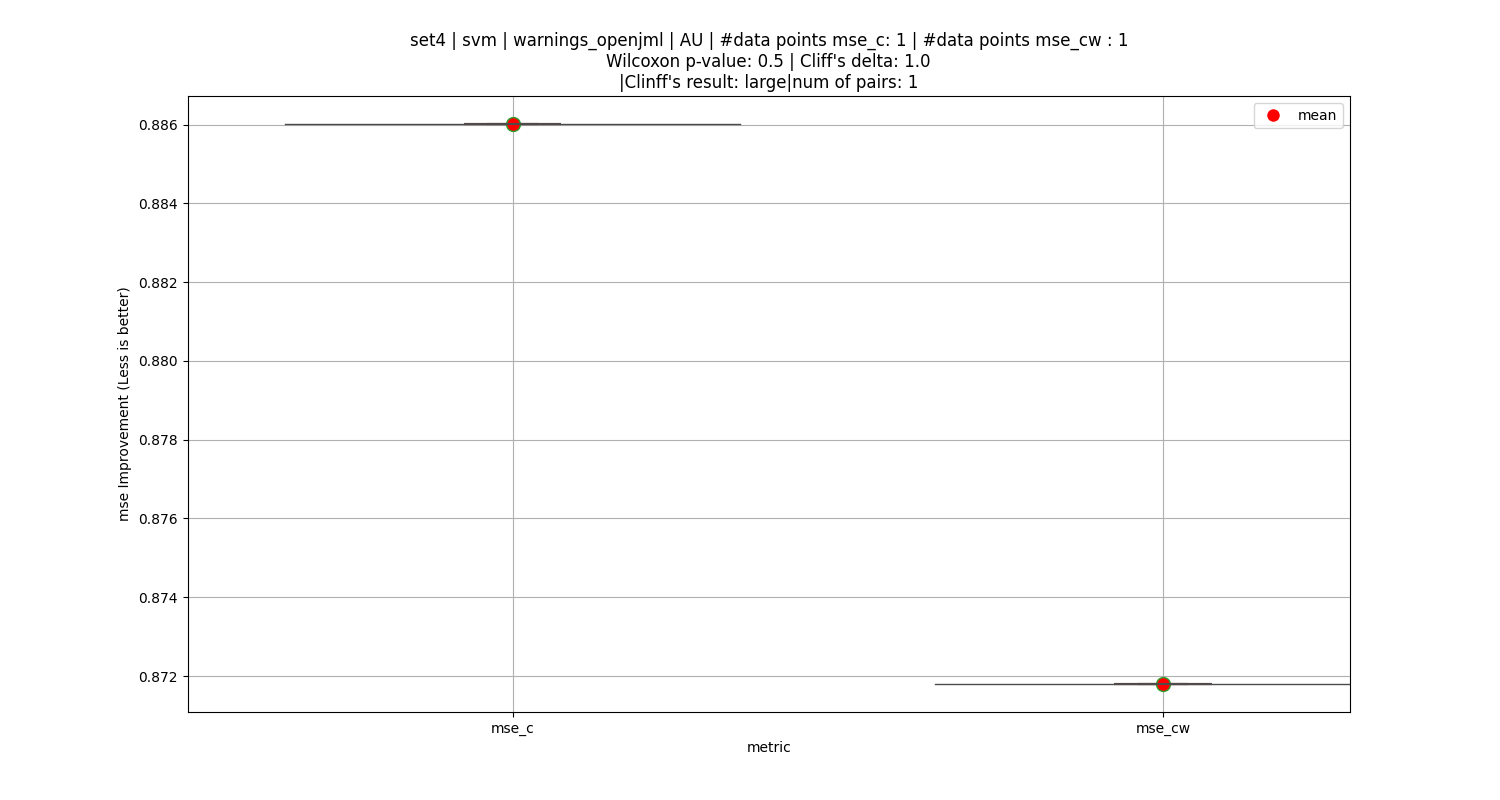 set4 | svm | warnings_openjml | AU | #data points mse_c: 1 | #data points mse_cw : 1
Wilcoxon p-value: 0.5 | Cliff's delta: 1.0
|Clinff's result: large|num of pairs: 1
mean
0.886
0.884
0.882
0.880
0.878
0.876
0.874
0.872
mse Improvement (Less is better)
mse_c
mse_cw
metric